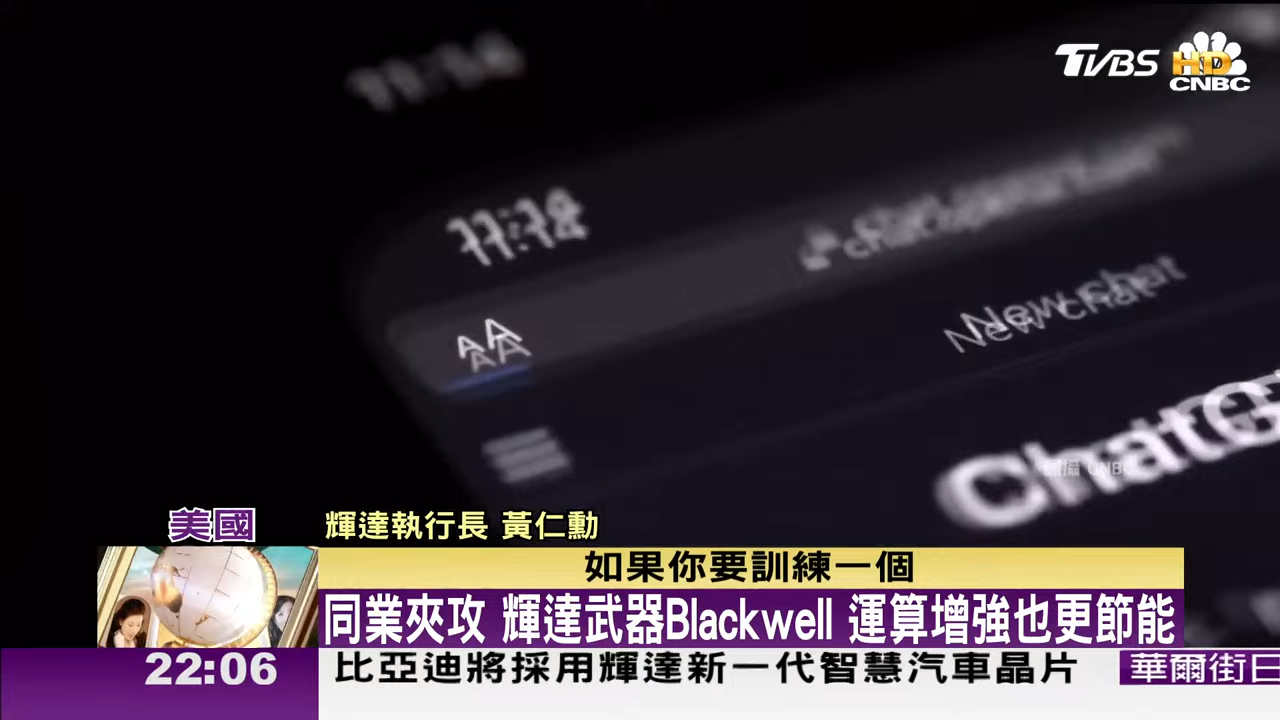 TVBS HD
CNBC
11:14
AA
New chat
ChatG
美國
輝達執行長 黃仁勳
如果你要訓練一個
同業夾攻 輝達武器Blackwell 運算增強也更節能
22:06
比亞迪將採用輝達新一代智慧汽車晶片
華爾街日